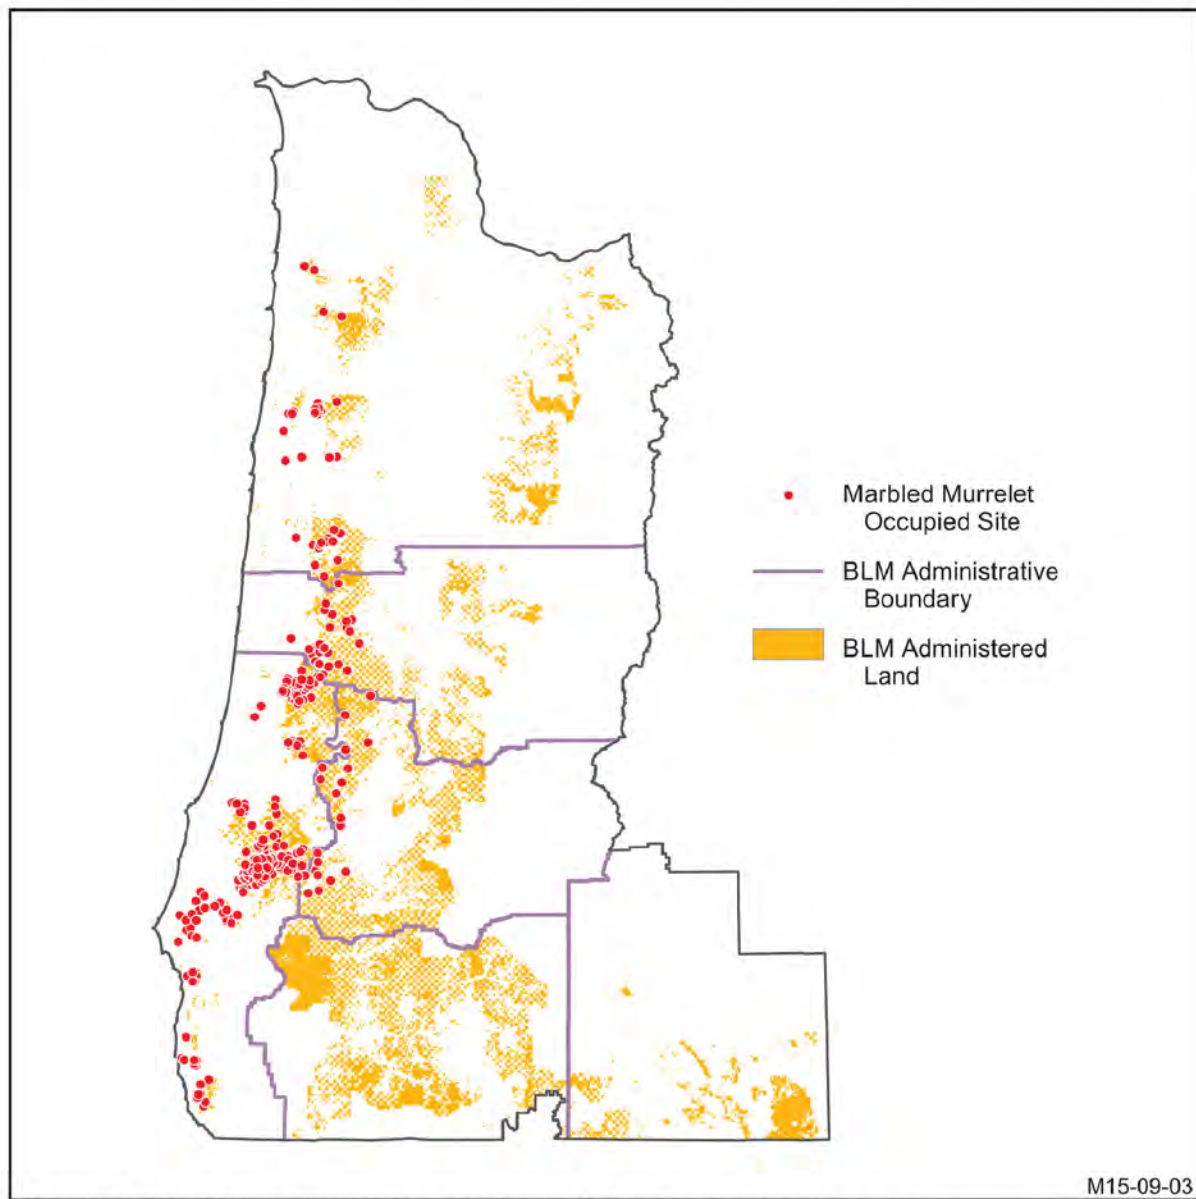 Marbled Murrelet
Occupied Site
BLM Administrative
Boundary
BLM Administered
Land
M15-09-03